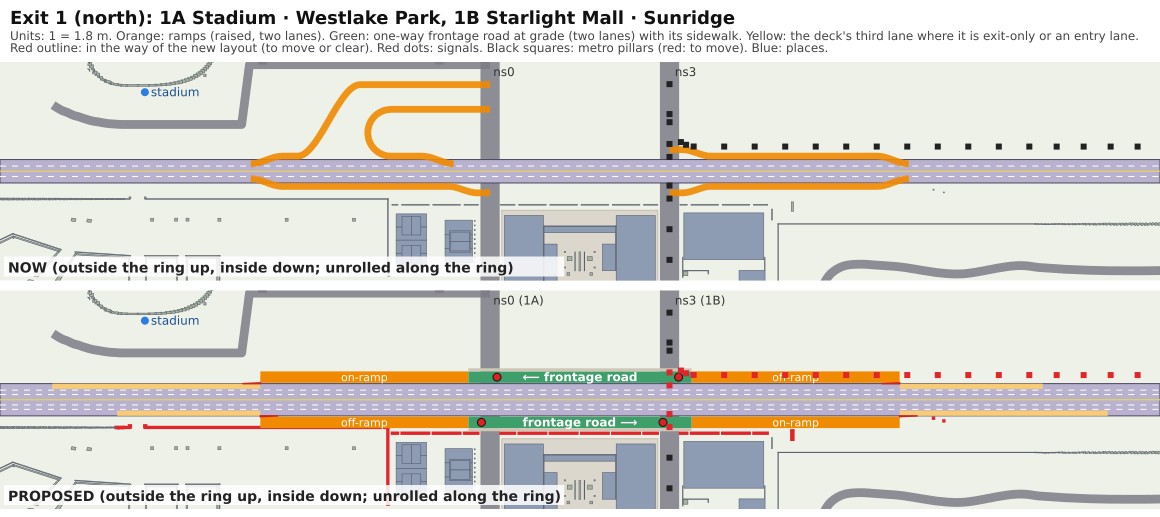 Exit 1 (north): 1A Stadium · Westlake Park, 1B Starlight Mall · Sunridge
Units: 1 = 1.8 m. Orange: ramps (raised, two lanes). Green: one-way frontage road at grade (two lanes) with its sidewalk. Yellow: the deck's third lane where it is exit-only or an entry lane.
Red outline: in the way of the new layout (to move or clear). Red dots: signals. Black squares: metro pillars (red: to move). Blue: places.
ns0
ns3
stadium
NOW (outside the ring up, inside down; unrolled along the ring)
ns0 (1A)
ns3 (1B)
stadium
on-ramp
⟵ frontage road
off-ramp
off-ramp
frontage road ⟶
on-ramp
PROPOSED (outside the ring up, inside down; unrolled along the ring)